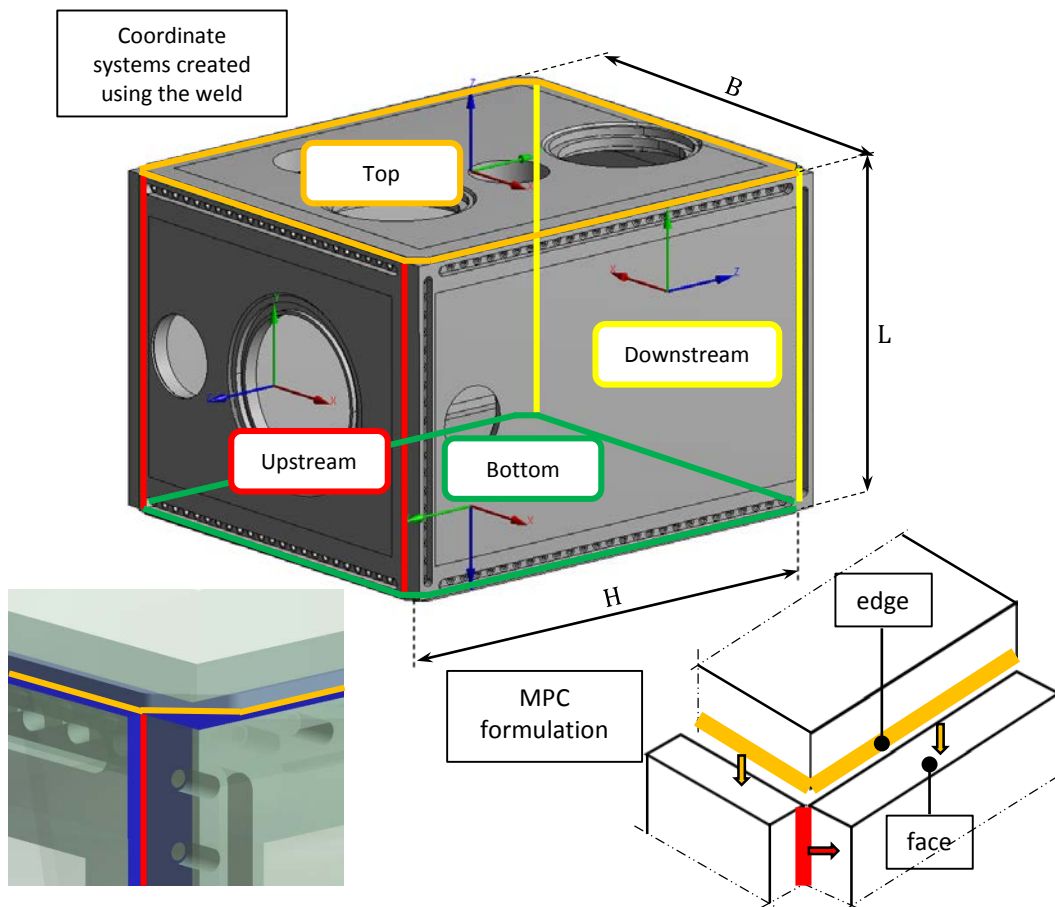 Coordinate
systems created
using the weld
B
Z
Top
X
Z
X
L
Downstream
Y
Z
X
Upstream
Bottom
X
H
edge
MPC
formulation
face